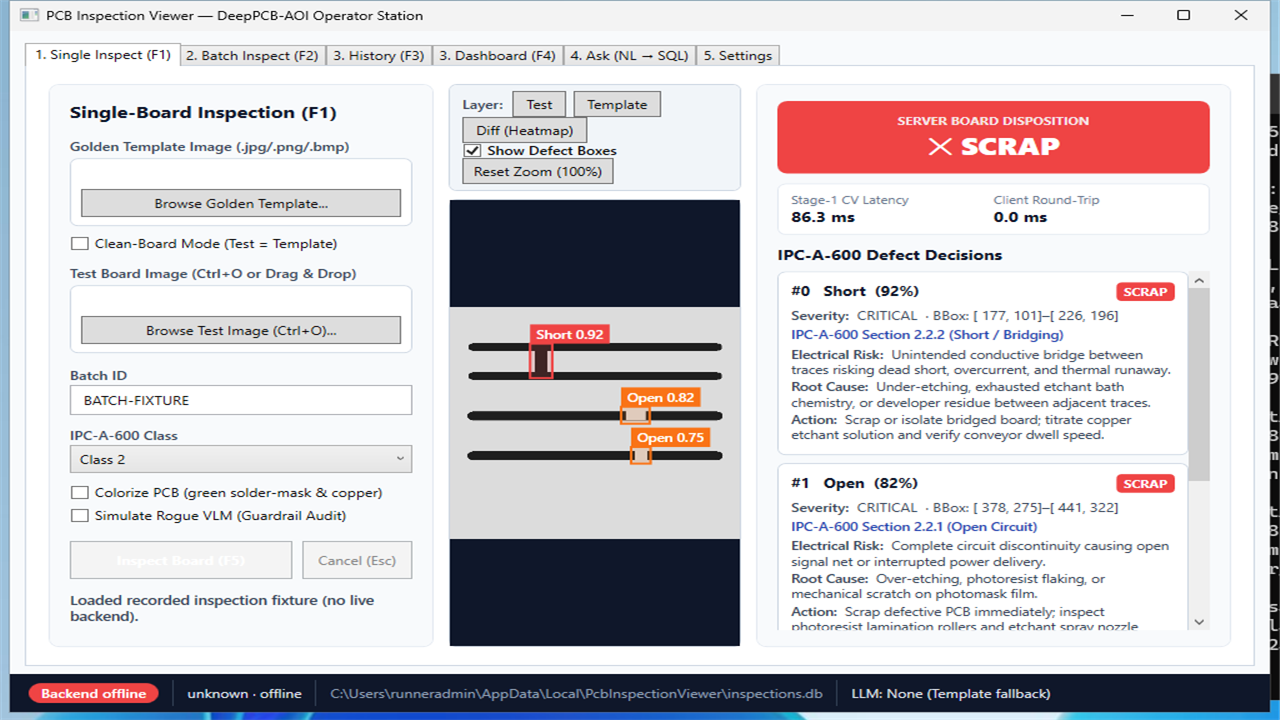 PCB Inspection Viewer — DeepPCB-AOI Operator Station
1. Single Inspect (F1)
2. Batch Inspect (F2)
3. History (F3)
3. Dashboard (F4)
4. Ask (NL → SQL)
5. Settings
Single-Board Inspection (F1)
Golden Template Image (.jpg/.png/.bmp)
Browse Golden Template...
Clean-Board Mode (Test = Template)
Test Board Image (Ctrl+O or Drag & Drop)
Browse Test Image (Ctrl+O)...
Batch ID
BATCH-FIXTURE
IPC-A-600 Class
Class 2
Colorize PCB (green solder-mask & copper)
Simulate Rogue VLM (Guardrail Audit)
Inspect Board (F5)
Cancel (Esc)
Loaded recorded inspection fixture (no live
backend).
Layer:
Test
Template
Diff (Heatmap)
Show Defect Boxes
Reset Zoom (100%)
Short 0.92
Open 0.82
Open 0.75
SERVER BOARD DISPOSITION
SCRAP
Stage-1 CV Latency
86.3 ms
Client Round-Trip
0.0 ms
IPC-A-600 Defect Decisions
#0 Short (92%)
SCRAP
Severity: CRITICAL · BBox: [ 177, 101]–[ 226, 196]
IPC-A-600 Section 2.2.2 (Short / Bridging)
Electrical Risk: Unintended conductive bridge between
traces risking dead short, overcurrent, and thermal runaway.
Root Cause: Under-etching, exhausted etchant bath
chemistry, or developer residue between adjacent traces.
Action: Scrap or isolate bridged board; titrate copper
etchant solution and verify conveyor dwell speed.
#1 Open (82%)
SCRAP
Severity: CRITICAL · BBox: [ 378, 275]–[ 441, 322]
IPC-A-600 Section 2.2.1 (Open Circuit)
Electrical Risk: Complete circuit discontinuity causing open
signal net or interrupted power delivery.
Root Cause: Over-etching, photoresist flaking, or
mechanical scratch on photomask film.
Action: Scrap defective PCB immediately; inspect
photoresist lamination rollers and etchant spray nozzle
Backend offline
unknown · offline
C:\Users\runneradmin\AppData\Local\PcbInspectionViewer\inspections.db
LLM: None (Template fallback)